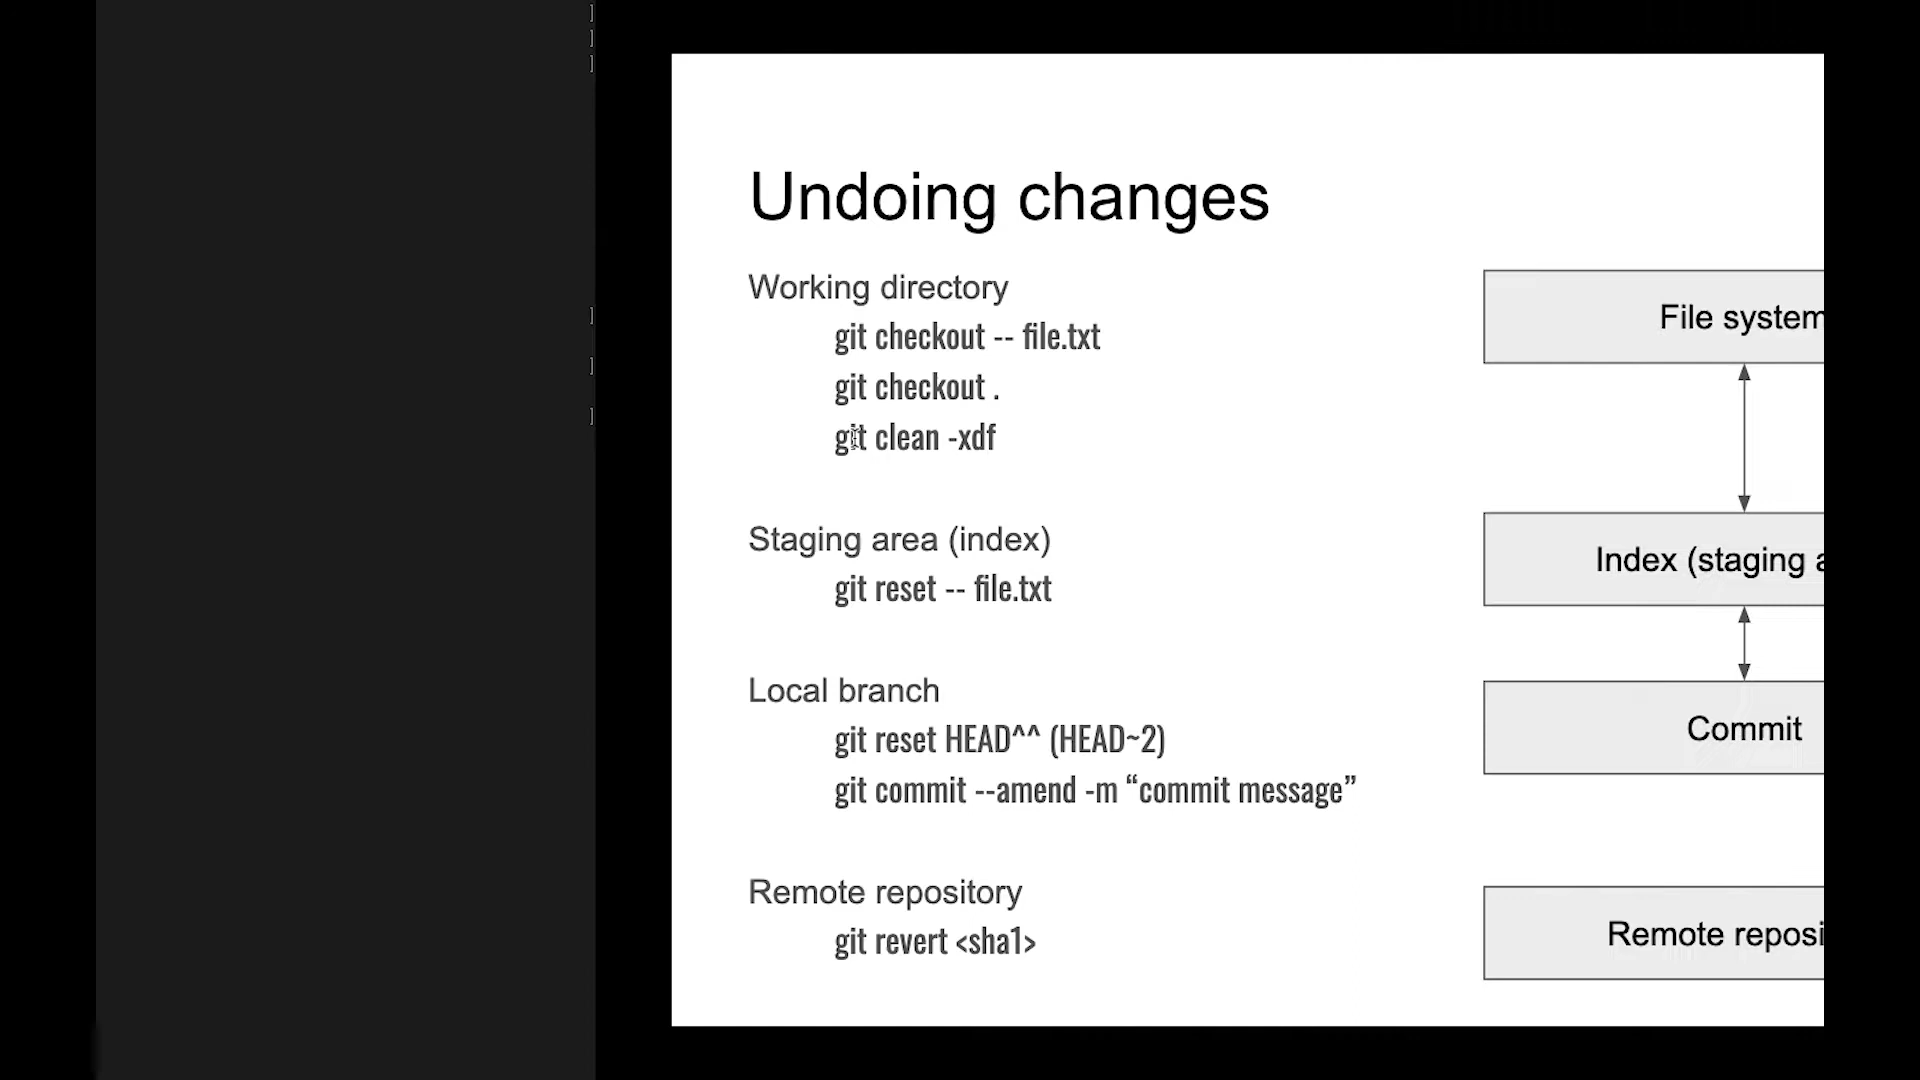 Undoing changes
Working directory
git checkout -- file.txt
git checkout .
git clean -xdf
Staging area (index)
git reset -- file.txt
Local branch
git reset HEAD^^ (HEAD~2)
git commit --amend -m “commit message”
Remote repository
git revert <sha1>
File system
Index (staging
Commit
Remote
]
]
]
]
]
]